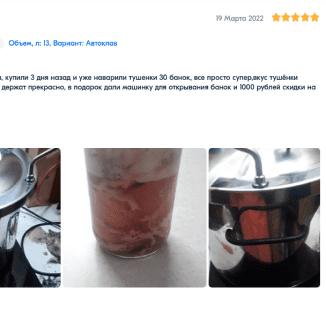 19 Марта 2022
Объем, л: 13, Вариант: Автоклав
, купили 3 дня назад и уже наварили тушенки 30 банок, все просто супер,вкус тушёнки
держат прекрасно, в подарок дали машинку для открывания банок и 1000 рублей скидки на